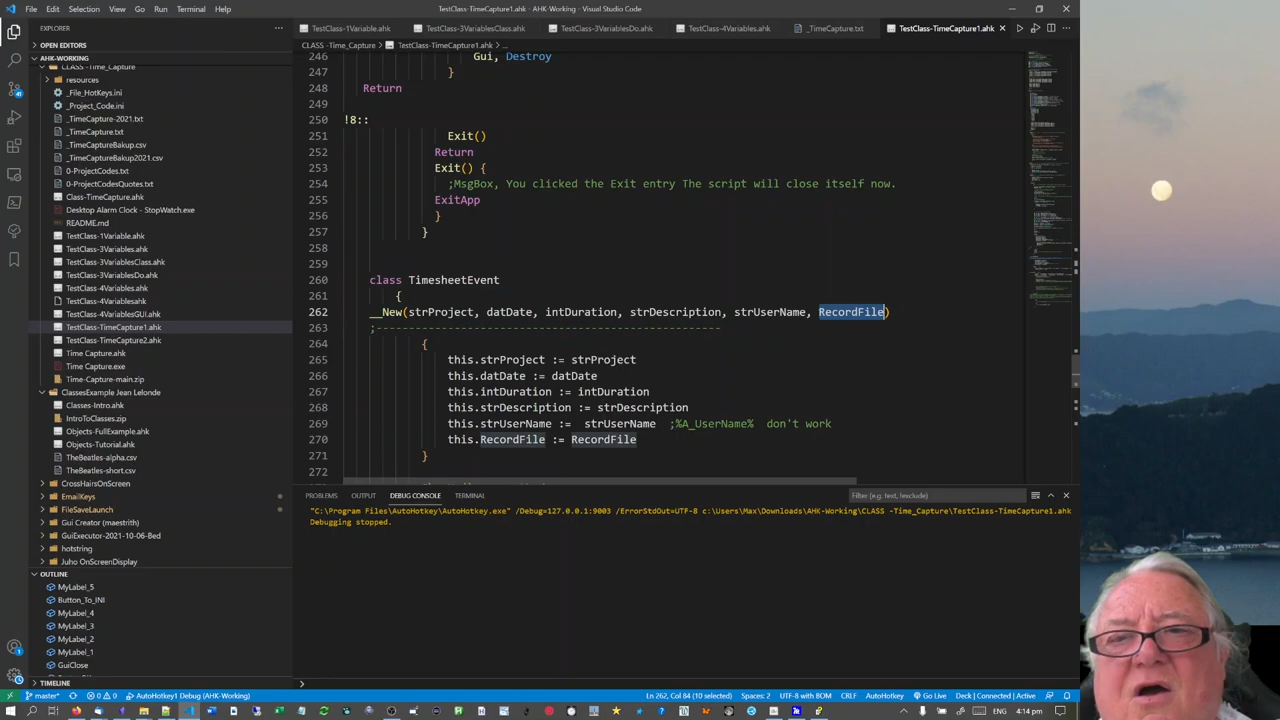 File Edit Selection View Go Run Terminal Help
TestClass-TimeCapture1.ahk - AHK-Working - Visual Studio Code
EXPLORER
TestClass-1Variable.ahk
TestClass-3VariablesClass.ahk
TestClass-3VariablesDo.ahk
TestClass-4Variables.ahk
_TimeCapture.txt
TestClass-TimeCapture1.ahk
OPEN EDITORS
AHK-WORKING
CLASS -Time_Capture
resources
_File_HotKeys.ini
_Project_Code.ini
_TimeCapture-2021.txt
_TimeCapture.txt
_TimeCaptureBakup.csv
_TimeCaptureBakup2021.csv
0-ProjectCodes.txt
0-ProjectCodesQuotes.txt
Class-TimeCapture.ahk
Desktop Alarm Clock - StopWatch.exe
README.md
TestClass-1Variable.ahk
TestClass-3Variables.ahk
TestClass-3VariablesClass.ahk
TestClass-3VariablesDo.ahk
TestClass-4Variables.ahk
TestClass-4Variablesahk
TestClass-4VariablesGUI.ahk
TestClass-TimeCapture1.ahk
TestClass-TimeCapture2.ahk
Time Capture.ahk
Time Capture.exe
Time-Capture-main.zip
ClassesExample Jean Lelonde
Classes-Intro.ahk
IntroToClasses.zip
Objects-FullExample.ahk
Objects-Tutorial.ahk
TheBeatles-alpha.csv
TheBeatles-short.csv
CrossHairsOnScreen
EmailKeys
FileSaveLaunch
Gui Creator (maestrith)
GuiExecutor-2021-10-06-Bed
hotstring
Juho OnScreenDisplay
OUTLINE
MyLabel_5
Button_To_INI
MyLabel_4
MyLabel_3
MyLabel_2
MyLabel_1
GuiClose
TIMELINE
CLASS -Time_Capture > TestClass-TimeCapture1.ahk > ...
246 Gui, Destroy
247 }
248 Return
249
250 !8::
251 Exit()
252 Return
253 Exit() {
254 ;MsgBox, You clicked the Exit entry The script will close itself now.
255 ExitApp
256 }
257 }
258
259
260 class TimesheetEvent
261 {
262 __New(strProject, datDate, intDuration, strDescription, strUserName, RecordFile)
263 ;-----------------------------------------------------
264 {
265 this.strProject := strProject
266 this.datDate := datDate
267 this.intDuration := intDuration
268 this.strDescription := strDescription
269 this.strUserName := strUserName ;%A_UserName% don't work
270 this.RecordFile := RecordFile
271 }
272
PROBLEMS OUTPUT DEBUG CONSOLE TERMINAL
Filter (e.g. text, !exclude)
"C:\Program Files\AutoHotkey\AutoHotkey.exe" /Debug=127.0.0.1:9003 /ErrorStdOut=UTF-8 c:\Users\Max\Downloads\AHK-Working\CLASS -Time_Capture\TestClass-TimeCapture1.ahk
Debugging stopped.
master* 0 0 AutoHotkey1 Debug (AHK-Working)
Ln 262, Col 84 (10 selected) Spaces: 2 UTF-8 with BOM CRLF AutoHotkey Go Live Deck | Connected | Active
ENG 4:14 pm